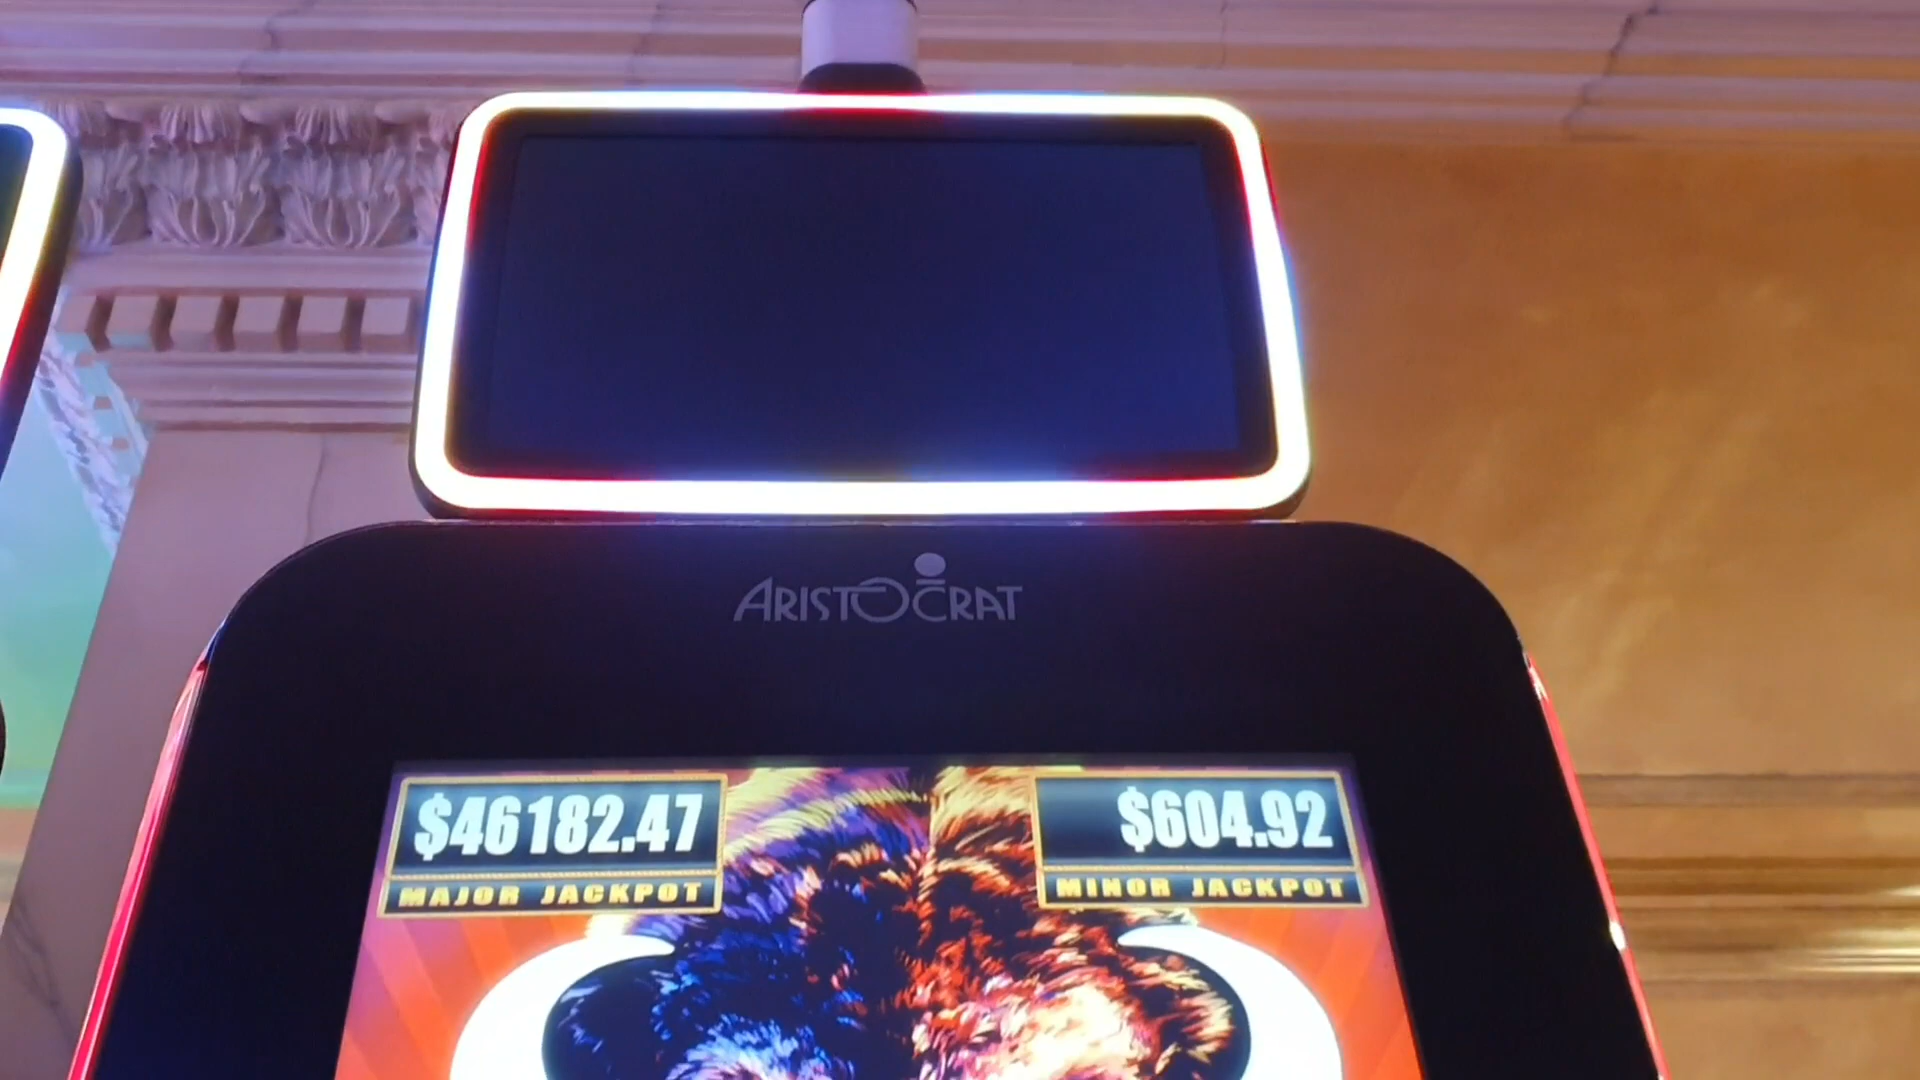 ARISTOCRAT
$46182.47
MAJOR JACKPOT
$604.92
MINOR JACKPOT